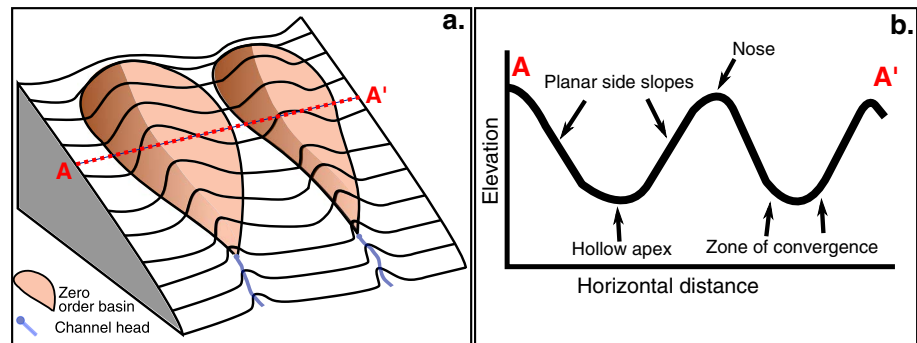 a.
A
A'
Zero
order basin
Channel head
b.
A
A'
Nose
Planar side slopes
Elevation
Hollow apex
Zone of convergence
Horizontal distance